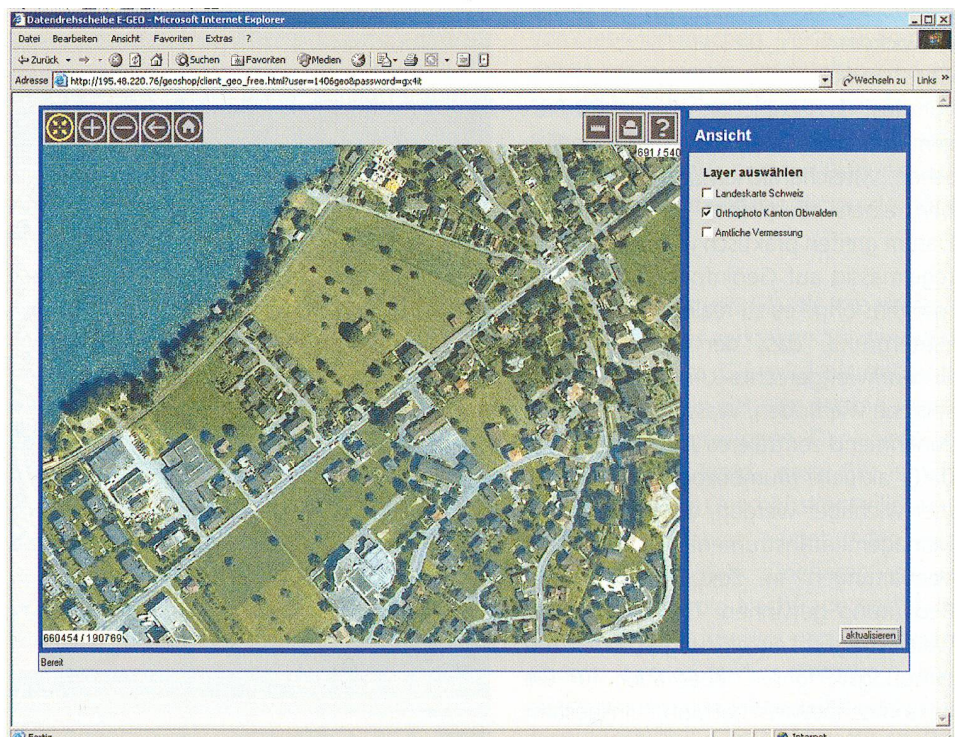 Datendrehscheibe E-GEO - Microsoft Internet Explorer
Datei Bearbeiten Ansicht Favoriten Extras ?
Zurück Suchen Favoriten Medien
Adresse http://195.48.220.76/geoshop/client_geo_free.html?user=1406geo&password=gx4it Wechseln zu Links »
691 / 540
Ansicht
Layer auswählen
Landeskarte Schweiz
Orthophoto Kanton Obwalden
Amtliche Vermessung
660454 / 190769
aktualisieren
Bereit
Fertig Internet